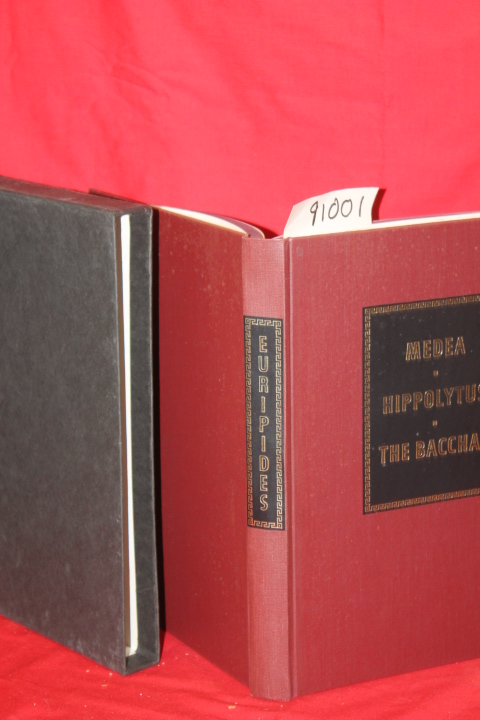 91001
EURIPIDES
MEDEA
HIPPOLYTUS
THE BACCHA